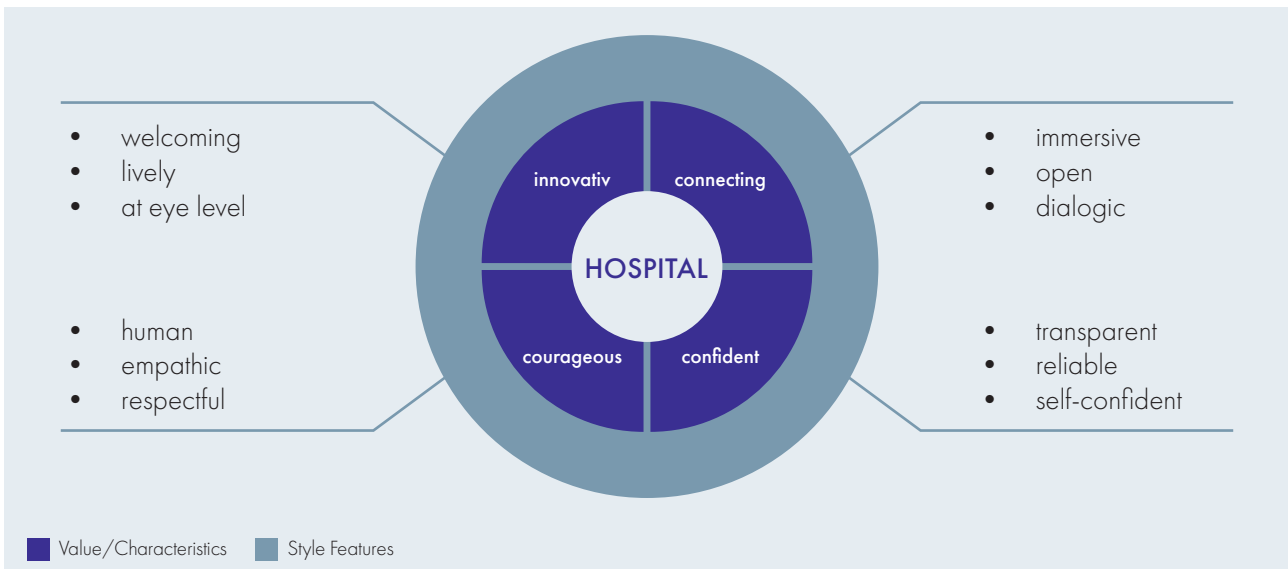 • welcoming
• lively
• at eye level
• immersive
• open
• dialogic
innovativ
connecting
HOSPITAL
courageous
confident
• human
• empathic
• respectful
• transparent
• reliable
• self-confident
Value/Characteristics
Style Features